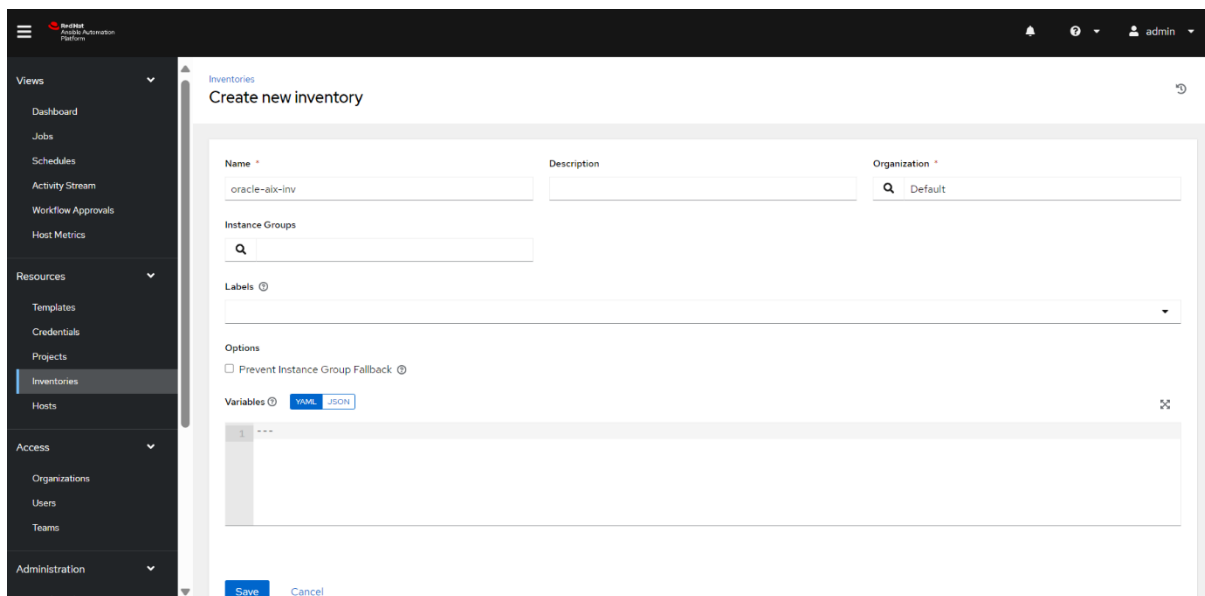 Red Hat
Ansible Automation
Platform
admin
Views
Dashboard
Jobs
Schedules
Activity Stream
Workflow Approvals
Host Metrics
Resources
Templates
Credentials
Projects
Inventories
Hosts
Access
Organizations
Users
Teams
Administration
Inventories
Create new inventory
Name *
Description
Organization *
oracle-aix-inv
Default
Instance Groups
Labels
Options
Prevent Instance Group Fallback
Variables YAML JSON
1 ---
Save Cancel